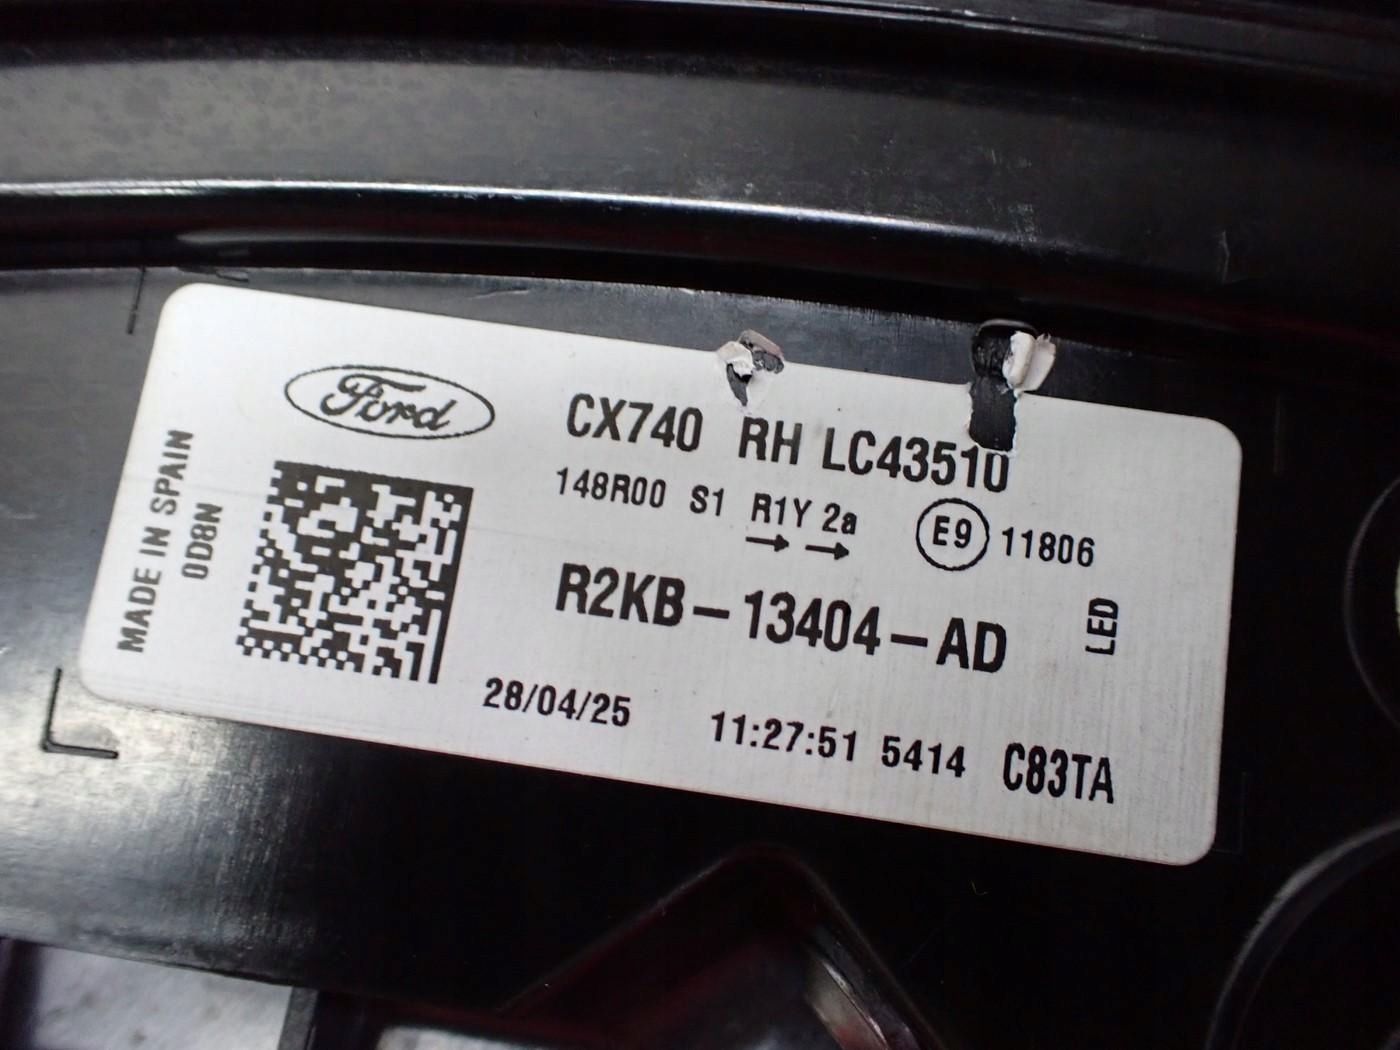 Ford
CX740 RH LC43510
148R00 S1 R1Y 2a E9 11806
→ →
R2KB-13404-AD
LED
28/04/25 11:27:51 5414 C83TA
MADE IN SPAIN
0D8N